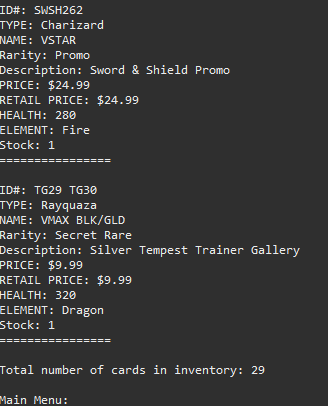 ID#: SWSH262
TYPE: Charizard
NAME: VSTAR
Rarity: Promo
Description: Sword & Shield Promo
PRICE: $24.99
RETAIL PRICE: $24.99
HEALTH: 280
ELEMENT: Fire
Stock: 1
================
ID#: TG29 TG30
TYPE: Rayquaza
NAME: VMAX BLK/GLD
Rarity: Secret Rare
Description: Silver Tempest Trainer Gallery
PRICE: $9.99
RETAIL PRICE: $9.99
HEALTH: 320
ELEMENT: Dragon
Stock: 1
================
Total number of cards in inventory: 29
Main Menu: